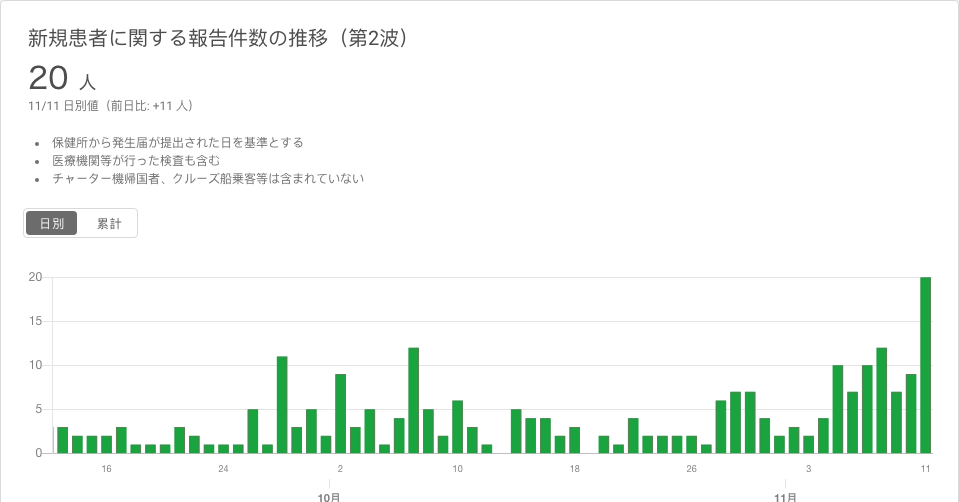 新規患者に関する報告件数の推移（第2波）
20 人
11/11 日別値（前日比: +11 人）
保健所から発生届が提出された日を基準とする
医療機関等が行った検査も含む
チャーター機帰国者、クルーズ船乗客等は含まれていない
日別 累計
20
15
10
5
0
16 24 2 10 18 26 3 11
10月 11月